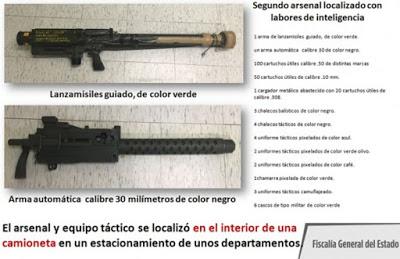 Segundo arsenal localizado con
labores de inteligencia
1 arma de lanzamisiles guiado, de color verde.
un arma automática calibre 30 de color negro.
100 cartuchos útiles calibre .50 de distintas marcas
50 cartuchos útiles de calibre .10 mm.
1 cargador metálico abastecido con 20 cartuchos útiles de
calibre .308.
3 chalecos balísticos de color negro.
4 chalecos tácticos de color negro.
4 uniforme tácticos pixelados de color azul.
2 uniformes tácticos pixelados de color verde olivo.
2 uniformes tácticos pixelados de color café.
1chamarra pixelada de color verde.
3 uniformes tácticos camuflajeado.
6 cascos de tipo militar de color verde
Lanzamisiles guiado, de color verde
Arma automática calibre 30 milímetros de color negro
El arsenal y equipo táctico se localizó en el interior de una
camioneta en un estacionamiento de unos departamentos.
Fiscalía General del Estado